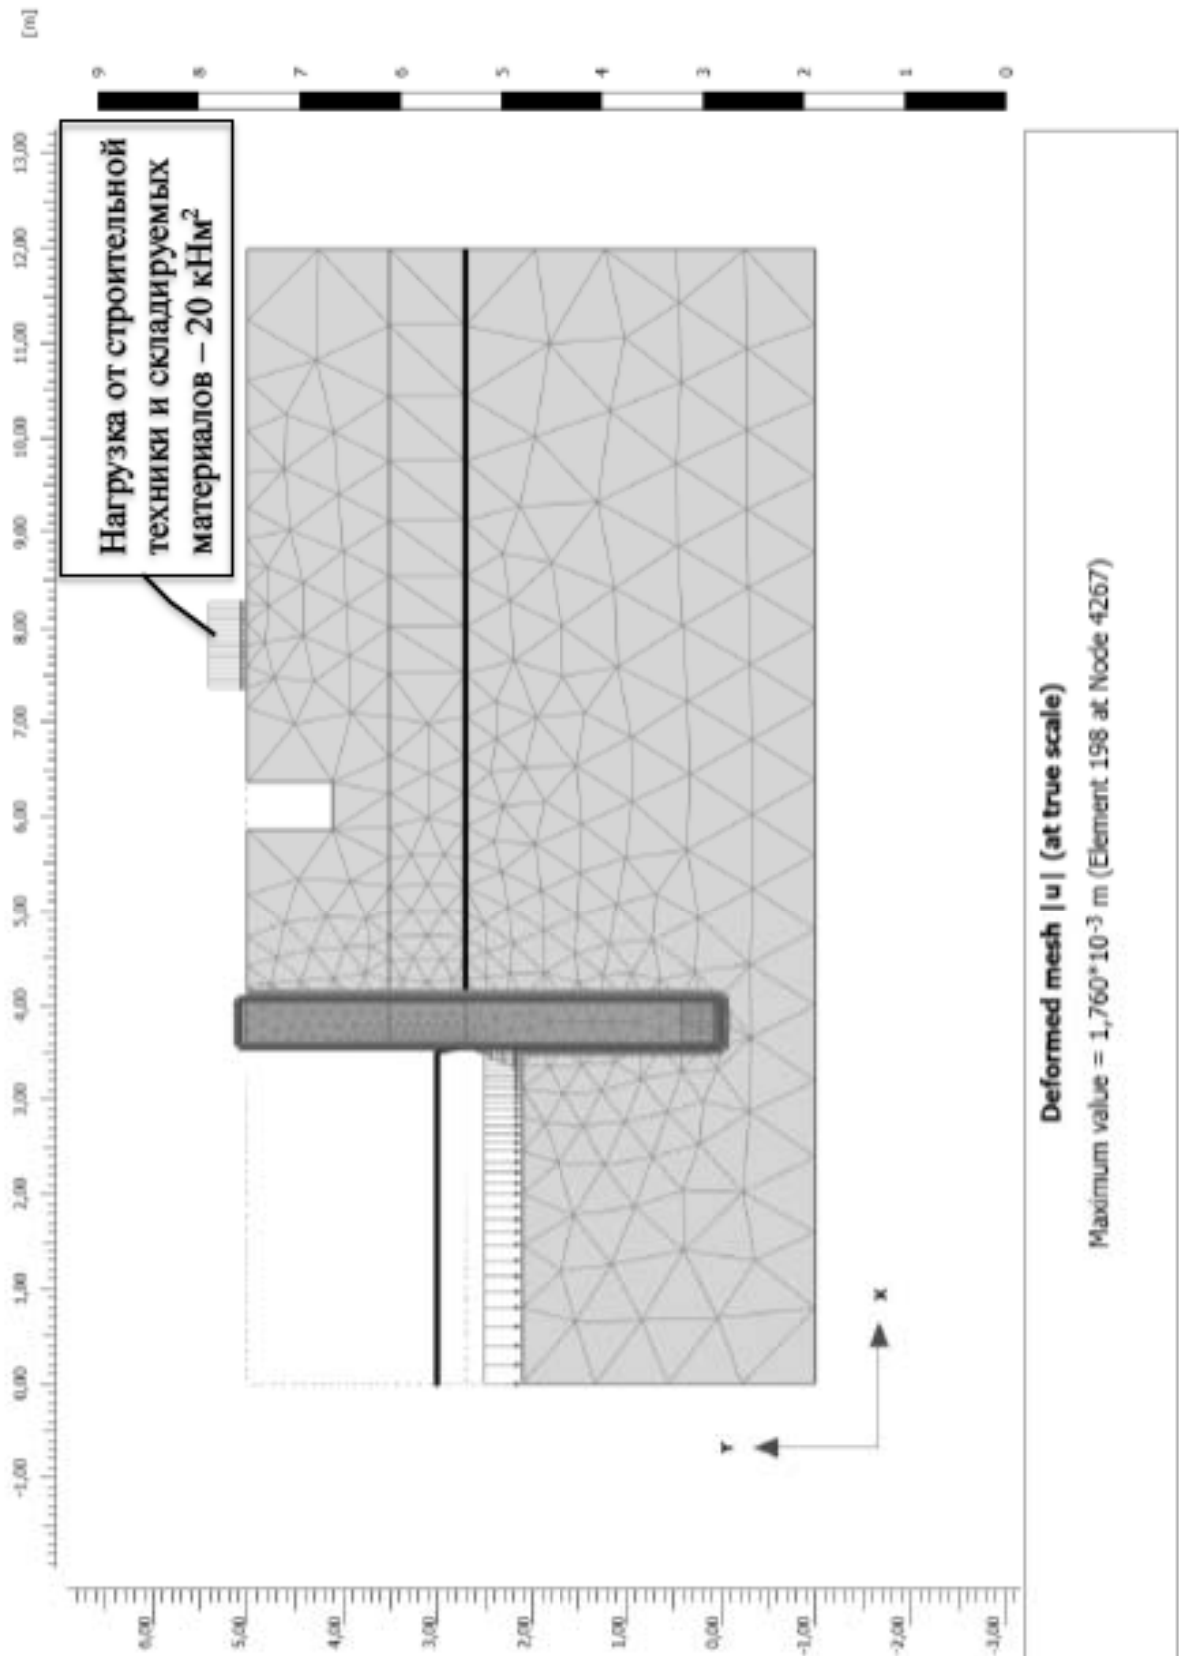 [m]
-1,00 0,00 1,00 2,00 3,00 4,00 5,00 6,00 7,00 8,00 9,00 10,00 11,00 12,00 13,00
Нагрузка от строительной
техники и складируемых
материалов – 20 кНм²
6,00
5,00
4,00
3,00
2,00
1,00
0,00
-1,00
-2,00
-3,00
9
8
7
6
5
4
3
2
1
0
Y
X
Deformed mesh |u| (at true scale)
Maximum value = 1,760*10⁻³ m (Element 198 at Node 4267)